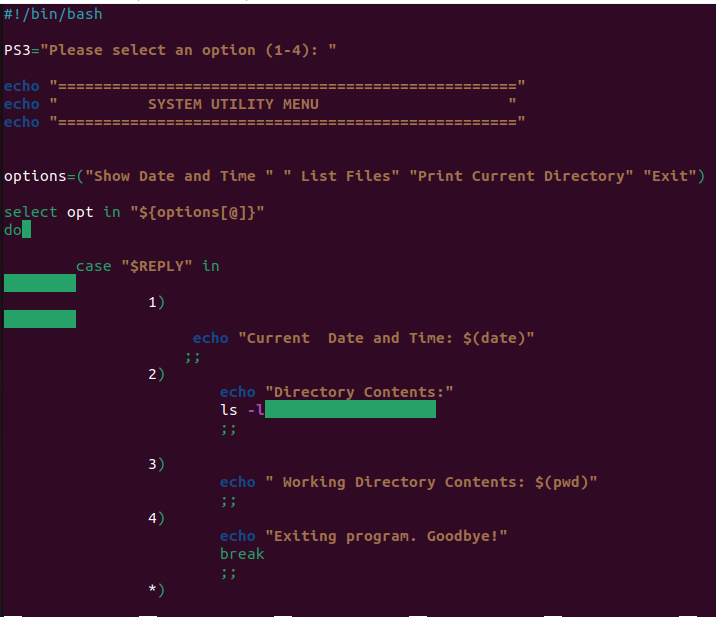 #!/bin/bash
PS3="Please select an option (1-4): "
echo "==================================================="
echo "          SYSTEM UTILITY MENU                     "
echo "==================================================="
options=("Show Date and Time " " List Files" "Print Current Directory" "Exit")
select opt in "${options[@]}"
do
case "$REPLY" in
1)
echo "Current  Date and Time: $(date)"
;;
2)
echo "Directory Contents:"
ls -l
;;
3)
echo " Working Directory Contents: $(pwd)"
;;
4)
echo "Exiting program. Goodbye!"
break
;;
*)